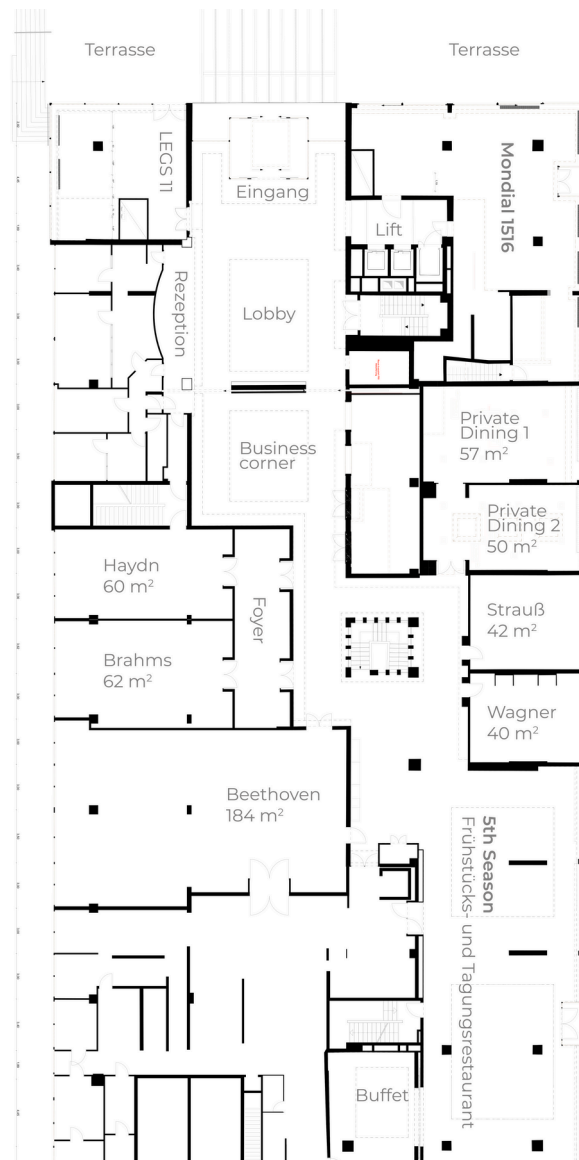 Terrasse
Terrasse
LEGS 11
Mondial 1516
Eingang
Lift
Rezeption
Lobby
Business
corner
Private
Dining 1
57 m²
Private
Dining 2
50 m²
Haydn
60 m²
Foyer
Strauß
42 m²
Brahms
62 m²
Wagner
40 m²
Beethoven
184 m²
5th Season
Frühstücks- und Tagungsrestaurant
Buffet